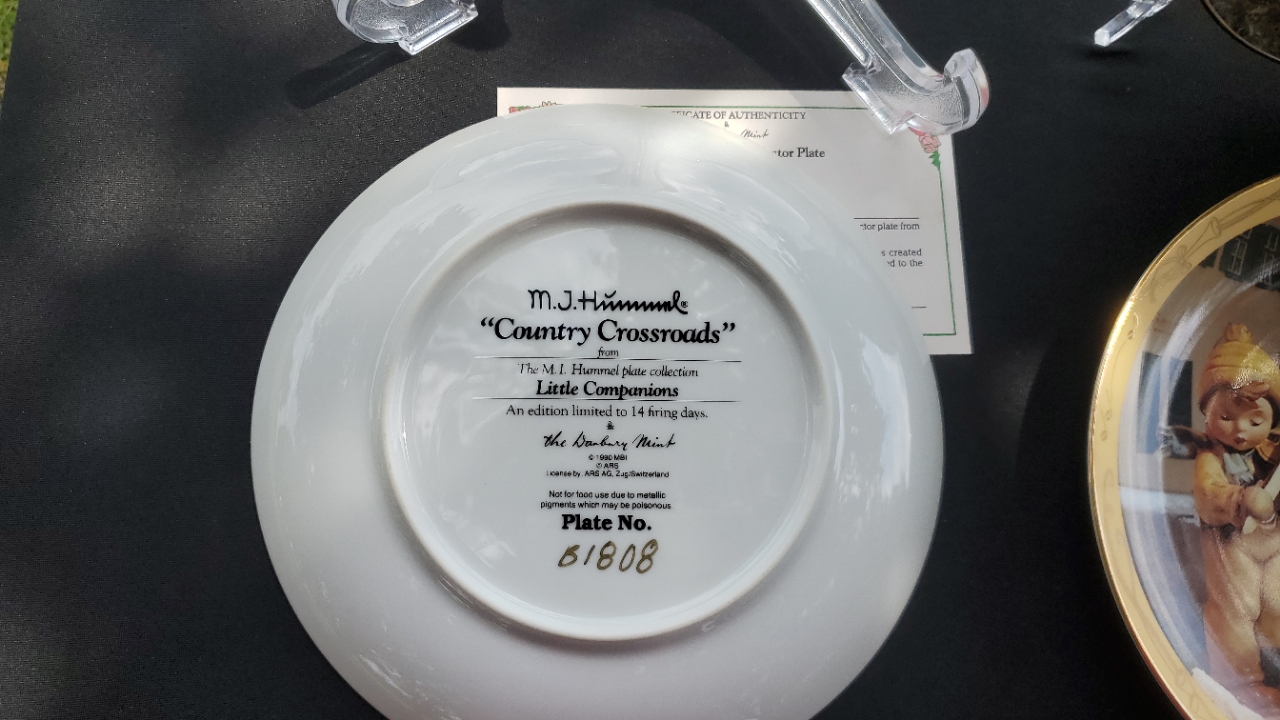 CATE OF AUTHENTICITY
&
Mint
ctor Plate
ctor plate from
s created
ed to the
M.J.Hummel®
“Country Crossroads”
from
The M. I. Hummel plate collection
Little Companions
An edition limited to 14 firing days.
&
the Danbury Mint
© 1990 MBI
© ARS
License by, ARS AG, Zug/Switzerland
Not for food use due to metallic
pigments which may be poisonous
Plate No.
B1808